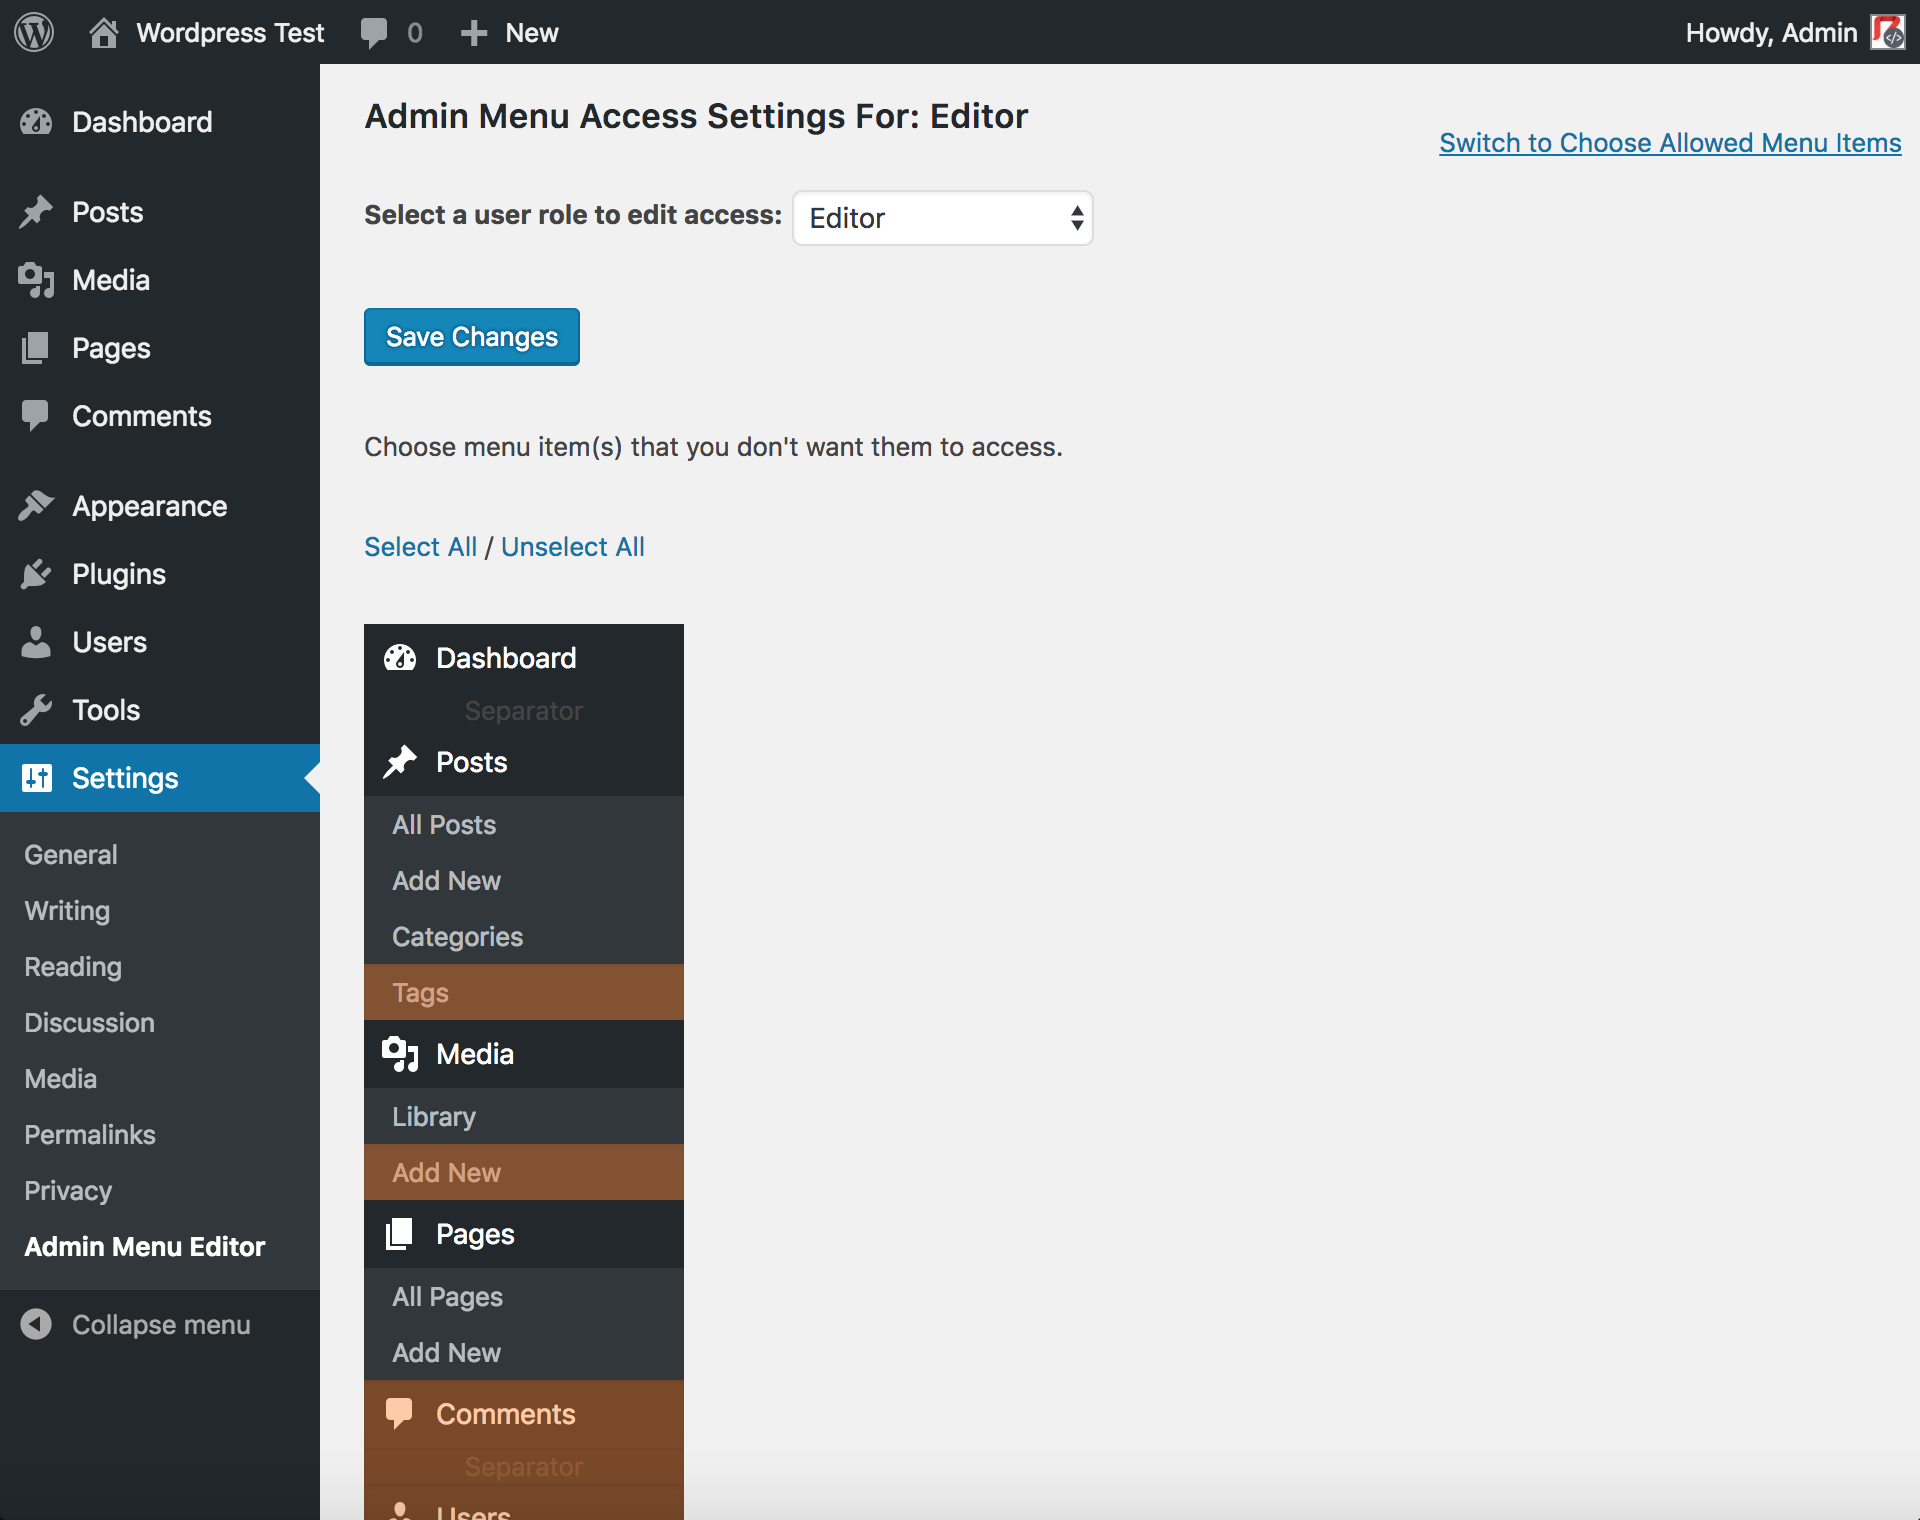 Wordpress Test 0 New Howdy, Admin
Dashboard
Posts
Media
Pages
Comments
Appearance
Plugins
Users
Tools
Settings
General
Writing
Reading
Discussion
Media
Permalinks
Privacy
Admin Menu Editor
Collapse menu
Admin Menu Access Settings For: Editor
Switch to Choose Allowed Menu Items
Select a user role to edit access: Editor
Save Changes
Choose menu item(s) that you don't want them to access.
Select All / Unselect All
Dashboard
Separator
Posts
All Posts
Add New
Categories
Tags
Media
Library
Add New
Pages
All Pages
Add New
Comments
Separator
Users